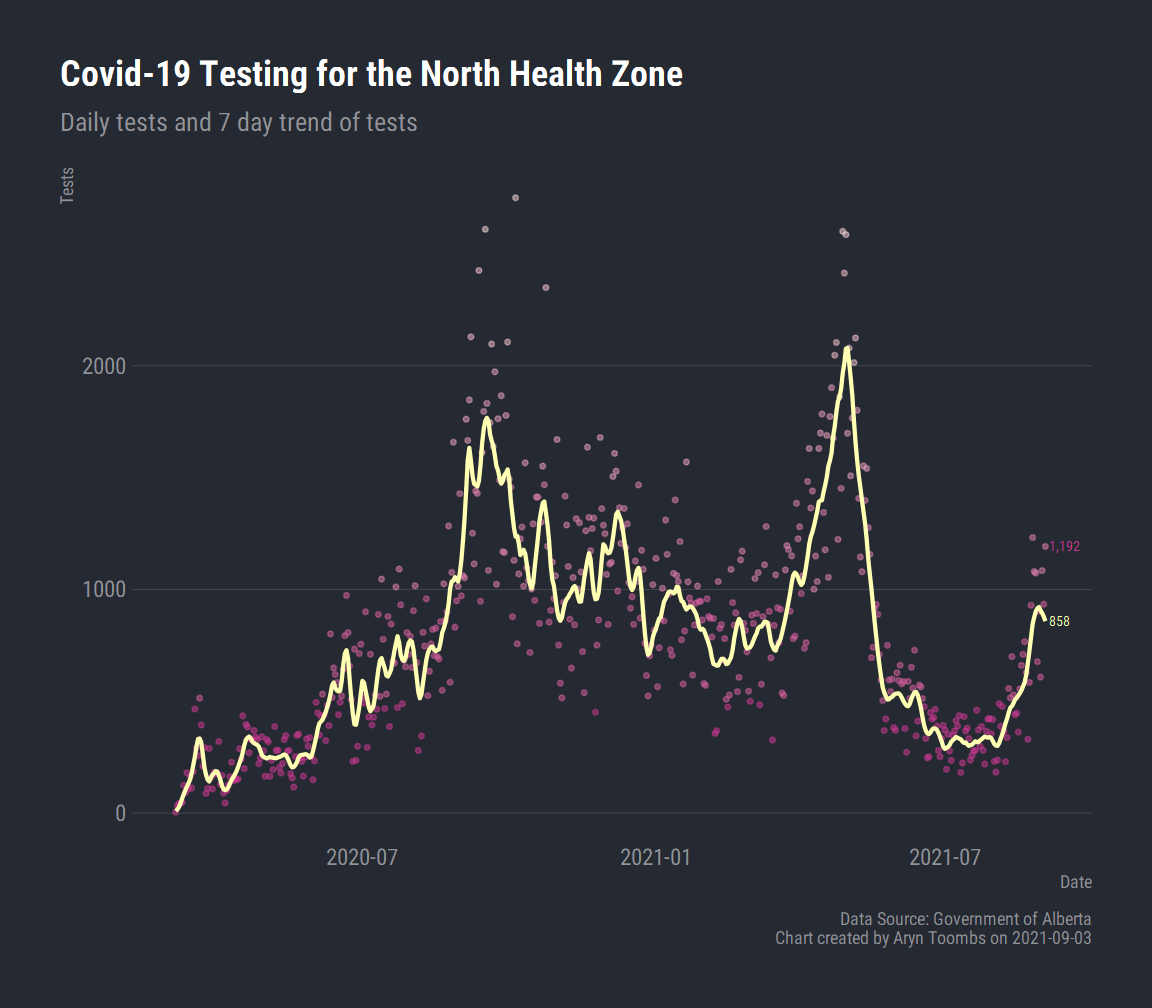 Covid-19 Testing for the North Health Zone
Daily tests and 7 day trend of tests
Tests
2000
1000
0
1,192
858
2020-07
2021-01
2021-07
Date
Data Source: Government of Alberta
Chart created by Aryn Toombs on 2021-09-03